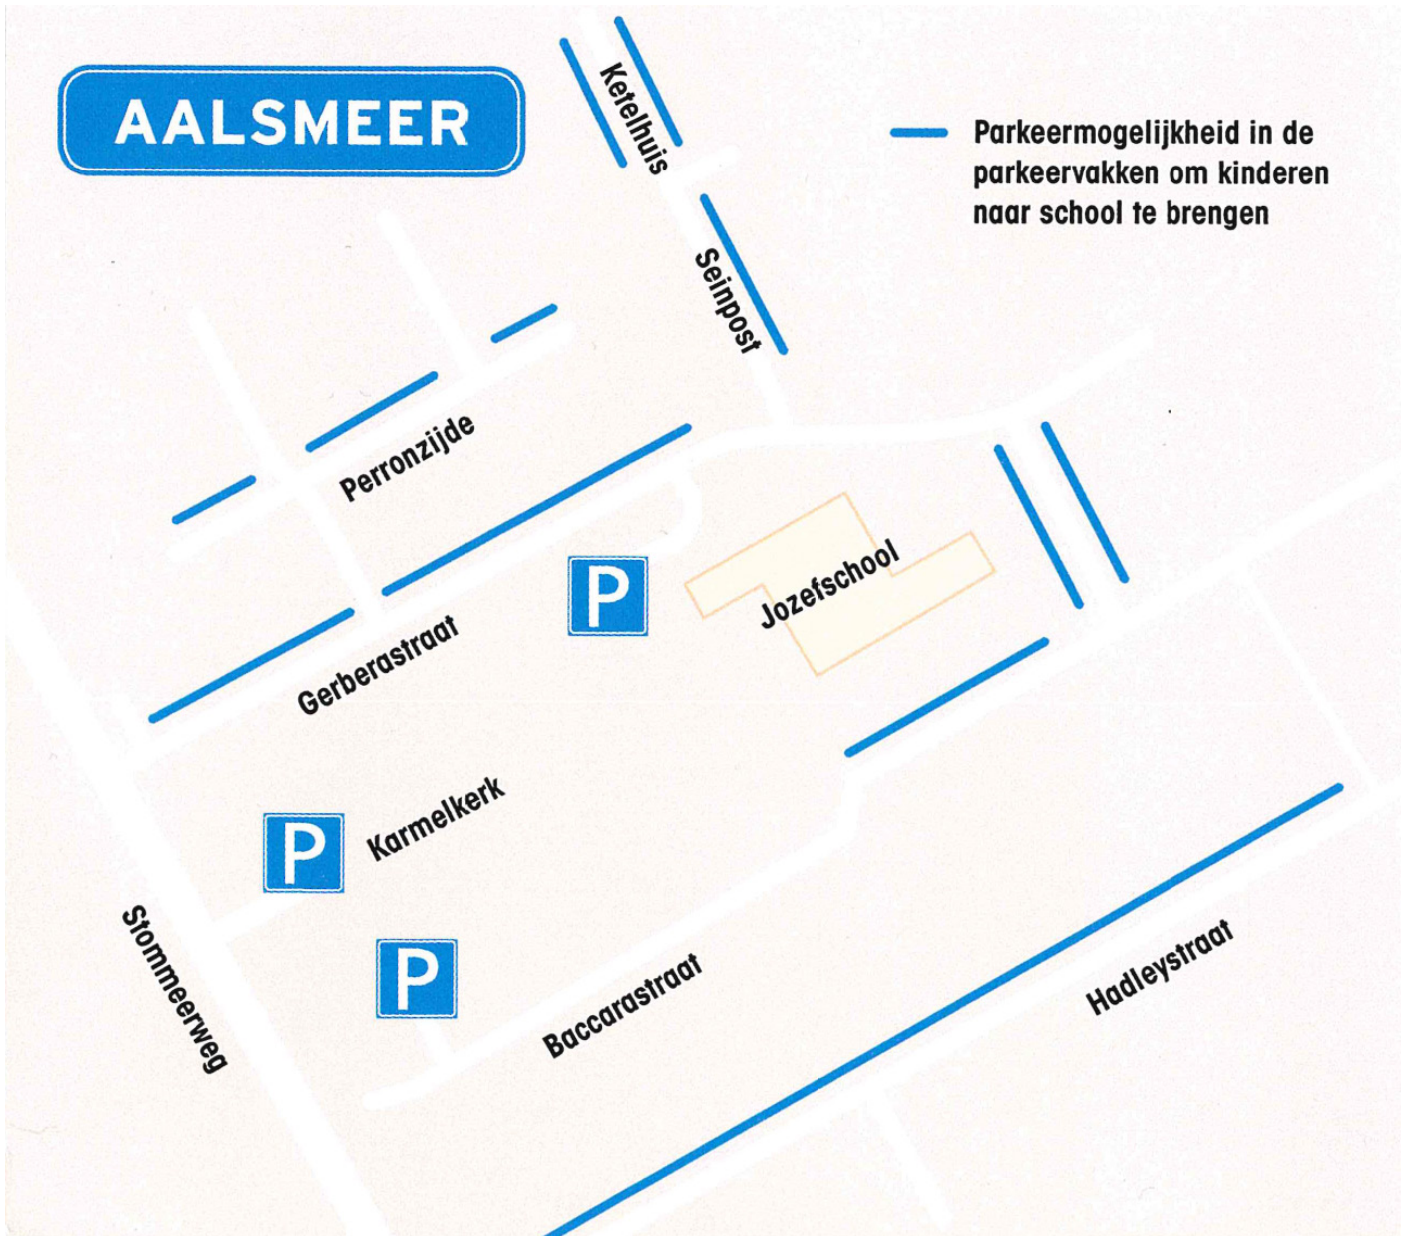 AALSMEER
Ketelhuis
Parkeermogelijkheid in de
parkeervakken om kinderen
naar school te brengen
Seinpost
Perronzijde
Jozefschool
P
Gerberastraat
Karmelkerk
P
Stommeerweg
P
Baccarastraat
Hadleystraat